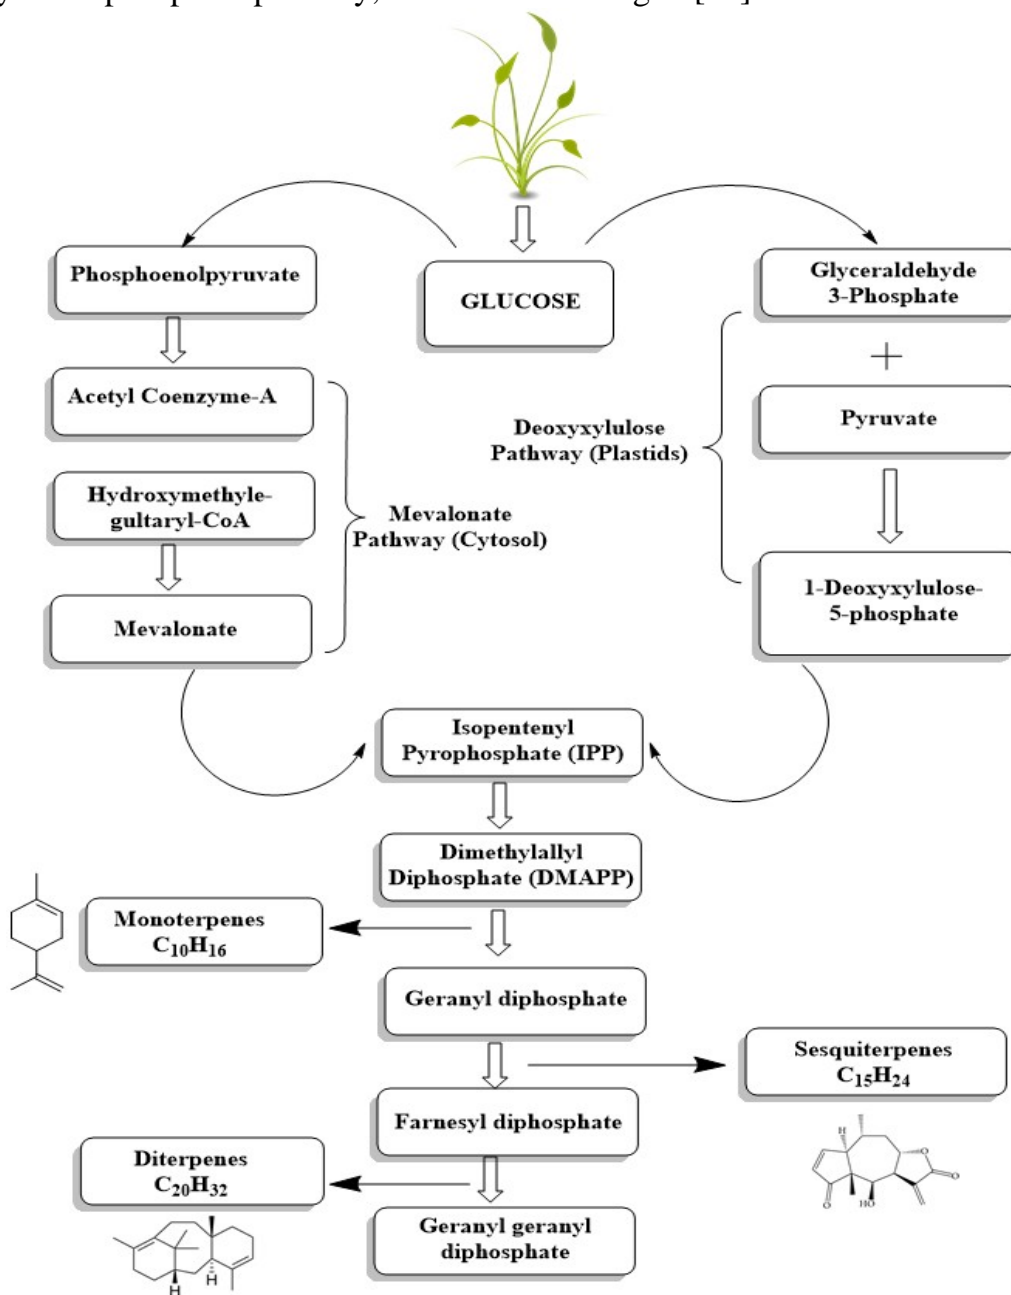 Phosphoenolpyruvate
GLUCOSE
Glyceraldehyde
3-Phosphate
+
Acetyl Coenzyme-A
Pyruvate
Deoxyxylulose
Pathway (Plastids)
Hydroxymethyle-
gultaryl-CoA
Mevalonate
Pathway (Cytosol)
Mevalonate
1-Deoxyxylulose-
5-phosphate
Isopentenyl
Pyrophosphate (IPP)
Dimethylallyl
Diphosphate (DMAPP)
Monoterpenes
C10H16
Geranyl diphosphate
Sesquiterpenes
C15H24
Farnesyl diphosphate
Diterpenes
C20H32
Geranyl geranyl
diphosphate
H
O
O
O
HO
H
H